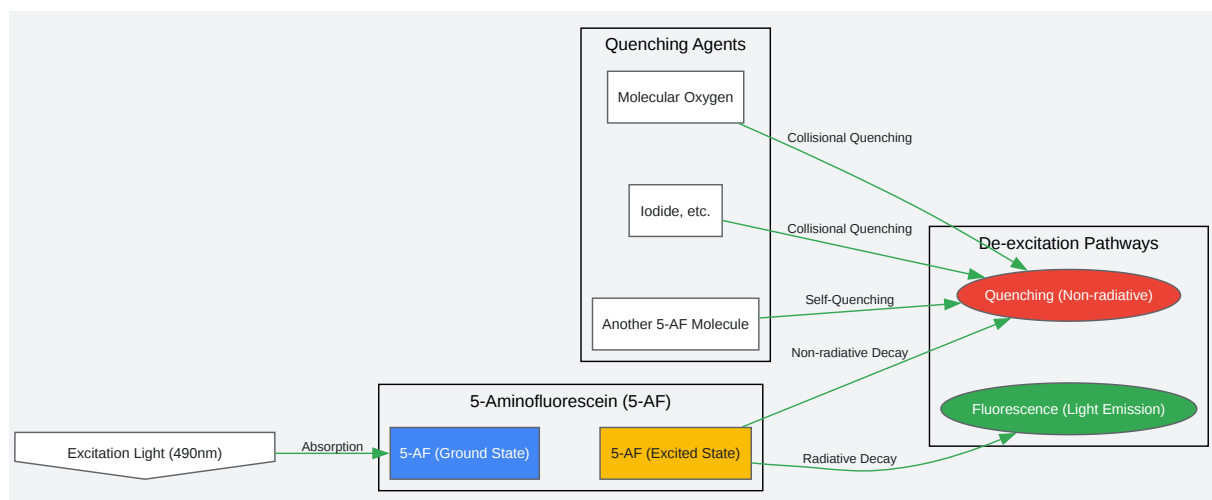 Quenching Agents
Molecular Oxygen
Collisional Quenching
Iodide, etc.
Collisional Quenching
De-excitation Pathways
Quenching (Non-radiative)
Self-Quenching
Another 5-AF Molecule
Non-radiative Decay
5-Aminofluorescein (5-AF)
Fluorescence (Light Emission)
Excitation Light (490nm)
Absorption
5-AF (Ground State)
5-AF (Excited State)
Radiative Decay